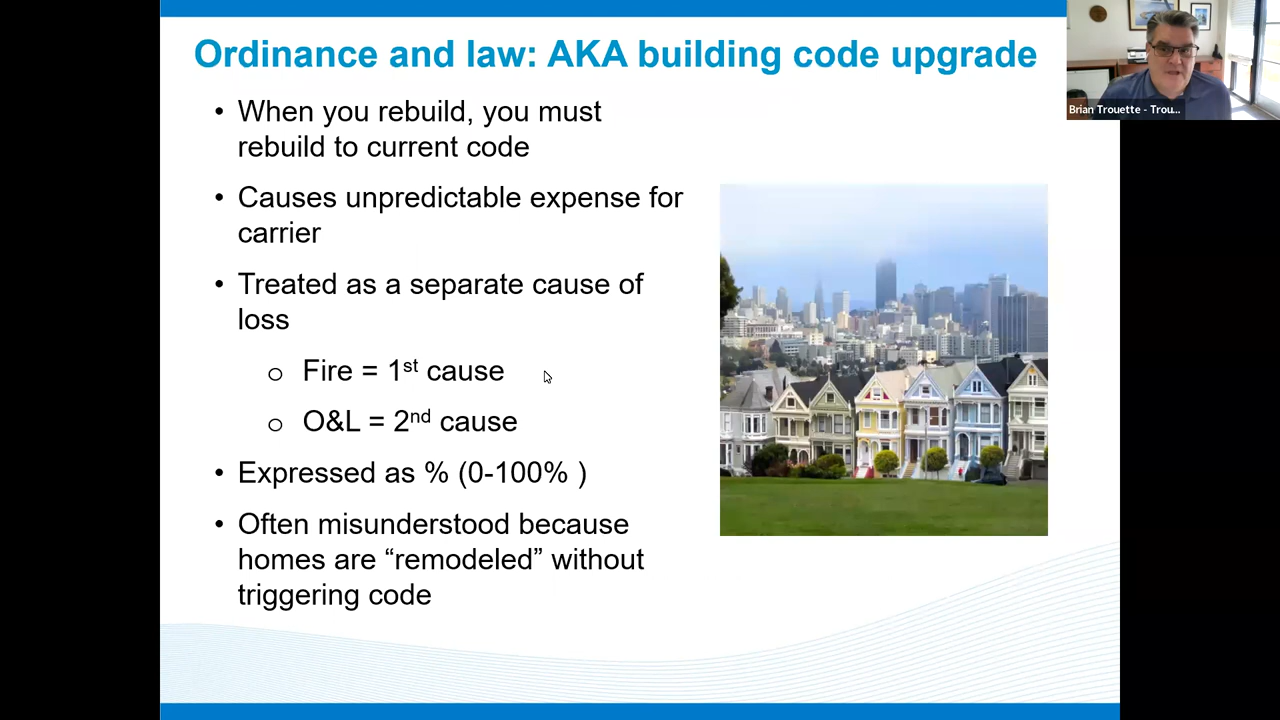 Ordinance and law: AKA building code upgrade
• When you rebuild, you must
rebuild to current code
• Causes unpredictable expense for
carrier
• Treated as a separate cause of
loss
o Fire = 1st cause
o O&L = 2nd cause
• Expressed as % (0-100% )
• Often misunderstood because
homes are “remodeled” without
triggering code
Brian Trouette - Trou...